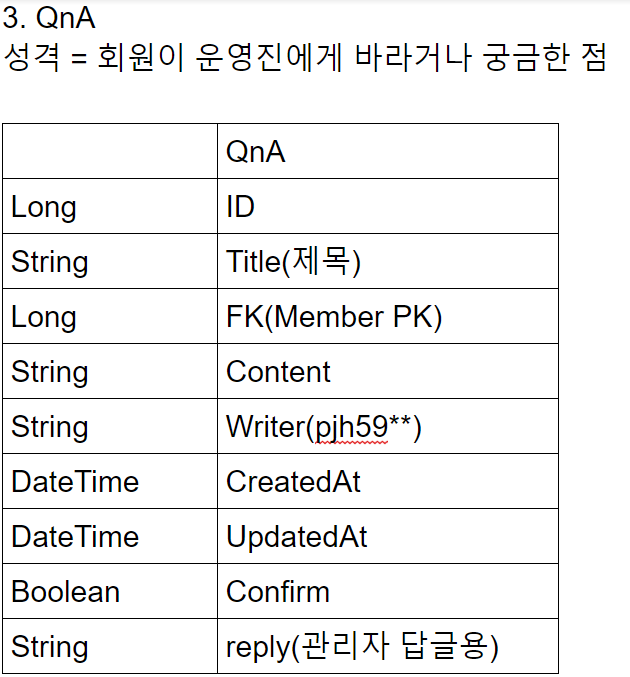 3. QnA
성격 = 회원이 운영진에게 바라거나 궁금한 점
QnA
Long ID
String Title(제목)
Long FK(Member PK)
String Content
String Writer(pjh59**)
DateTime CreatedAt
DateTime UpdatedAt
Boolean Confirm
String reply(관리자 답글용)